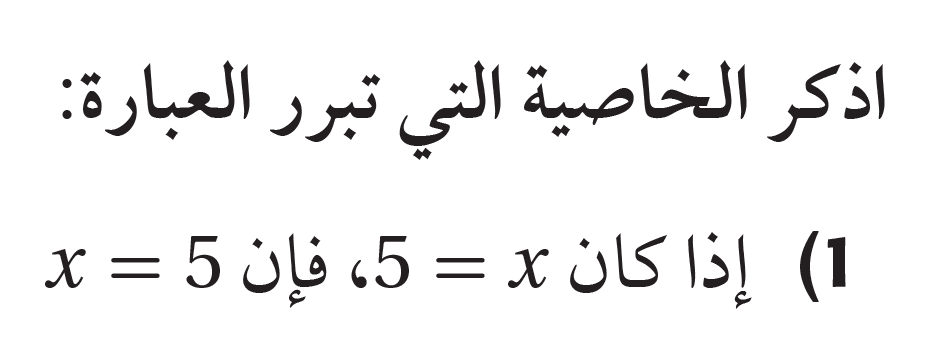 اذكر الخاصية التي تبرر العبارة:
1) إذا كان 5 = x، فإن x = 5